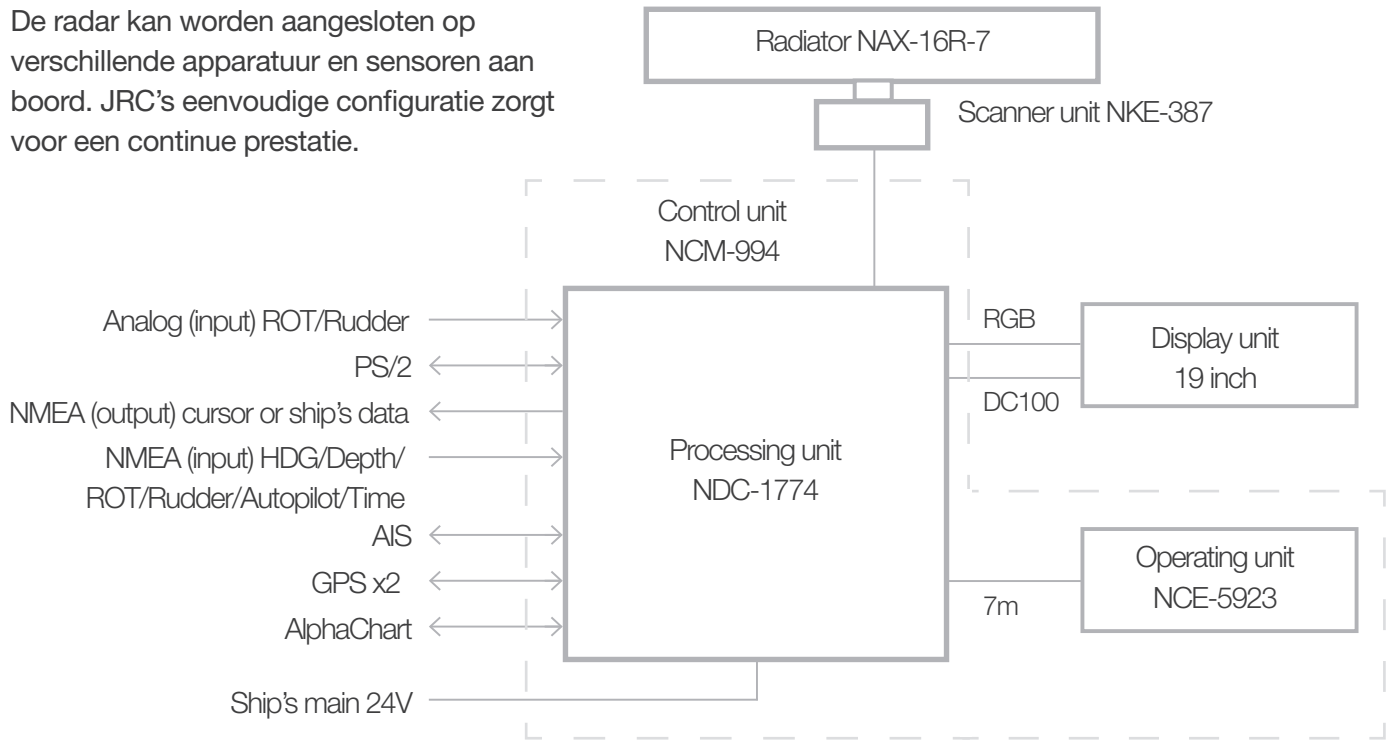 De radar kan worden aangesloten op
verschillende apparatuur en sensoren aan
boord. JRC's eenvoudige configuratie zorgt
voor een continue prestatie.
Radiator NAX-16R-7
Scanner unit NKE-387
Control unit
NCM-994
Analog (input) ROT/Rudder
PS/2
NMEA (output) cursor or ship's data
NMEA (input) HDG/Depth/
ROT/Rudder/Autopilot/Time
AIS
GPS x2
AlphaChart
Ship's main 24V
Processing unit
NDC-1774
RGB
DC100
Display unit
19 inch
7m
Operating unit
NCE-5923